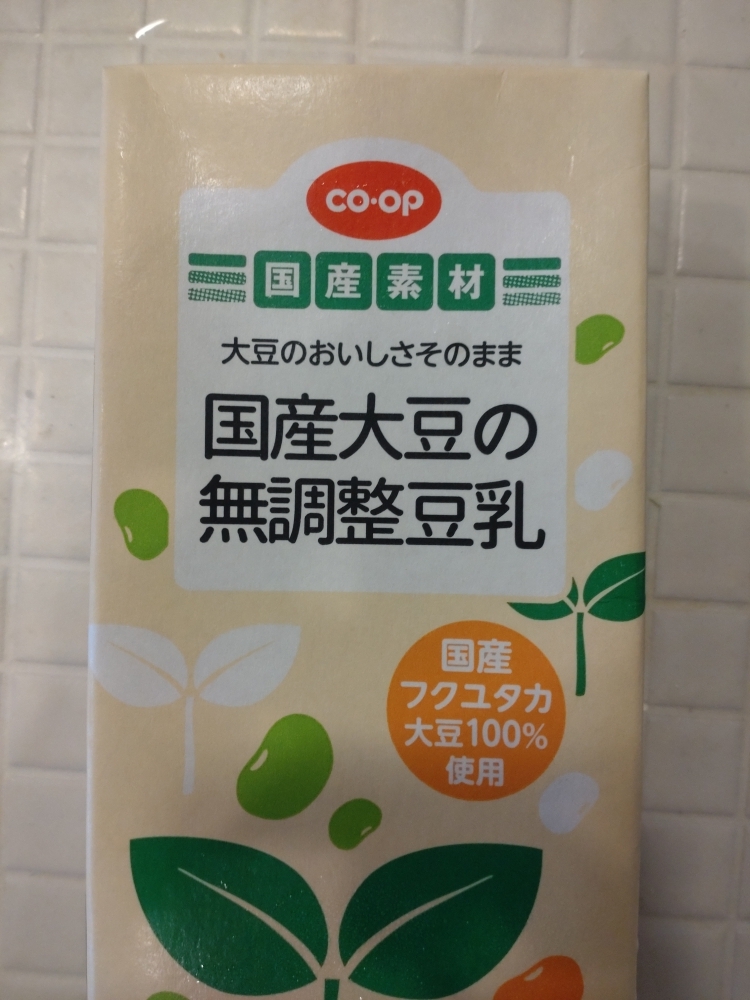 CO・OP
国産素材
大豆のおいしさそのまま
国産大豆の
無調整豆乳
国産
フクユタカ
大豆100%
使用